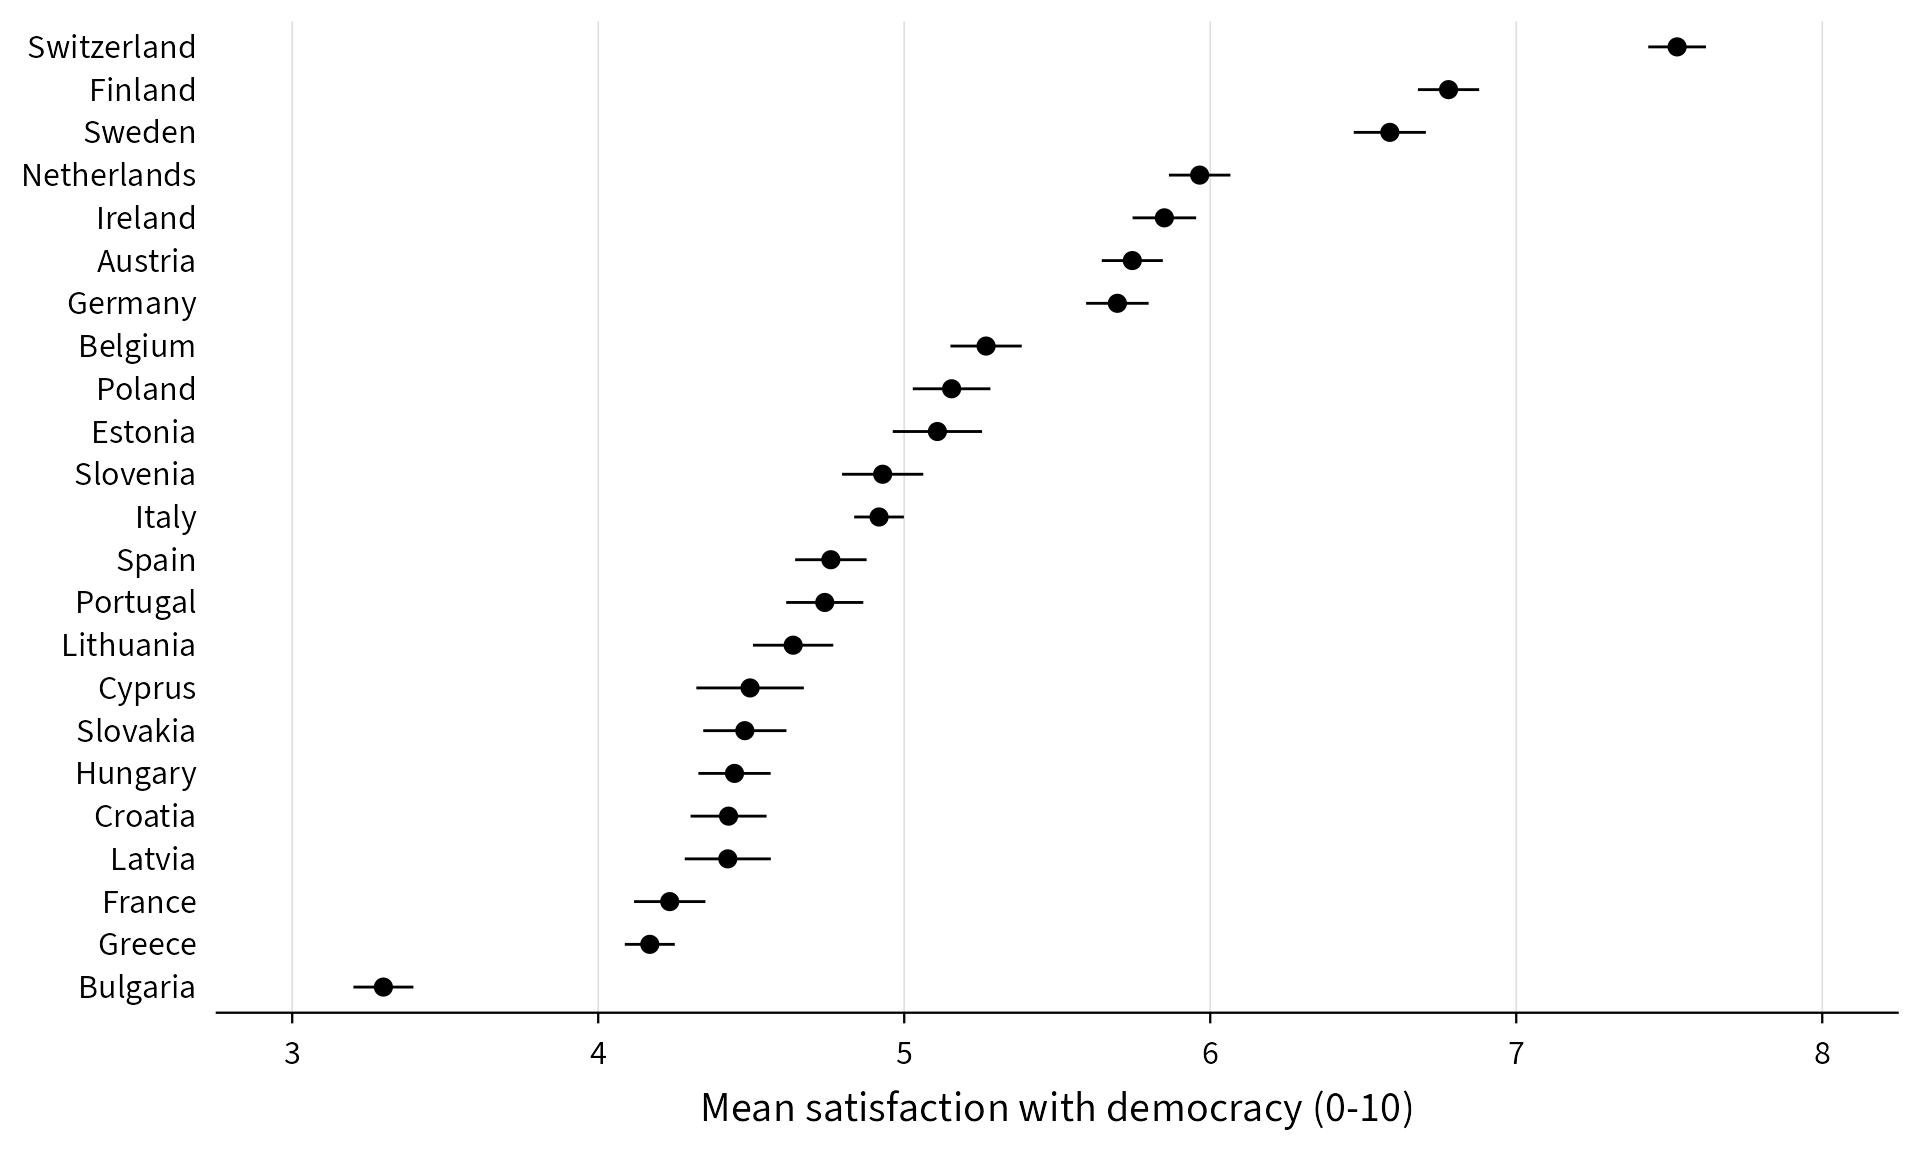 Switzerland
Finland
Sweden
Netherlands
Ireland
Austria
Germany
Belgium
Poland
Estonia
Slovenia
Italy
Spain
Portugal
Lithuania
Cyprus
Slovakia
Hungary
Croatia
Latvia
France
Greece
Bulgaria
3 4 5 6 7 8
Mean satisfaction with democracy (0-10)